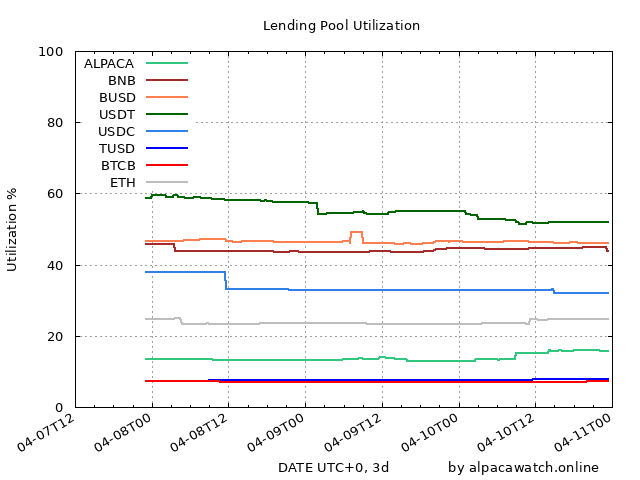 Lending Pool Utilization
100
80
60
40
20
0
Utilization %
ALPACA
BNB
BUSD
USDT
USDC
TUSD
BTCB
ETH
04-07T12
04-08T00
04-08T12
04-09T00
04-09T12
04-10T00
04-10T12
04-11T00
DATE UTC+0, 3d
by alpacawatch.online